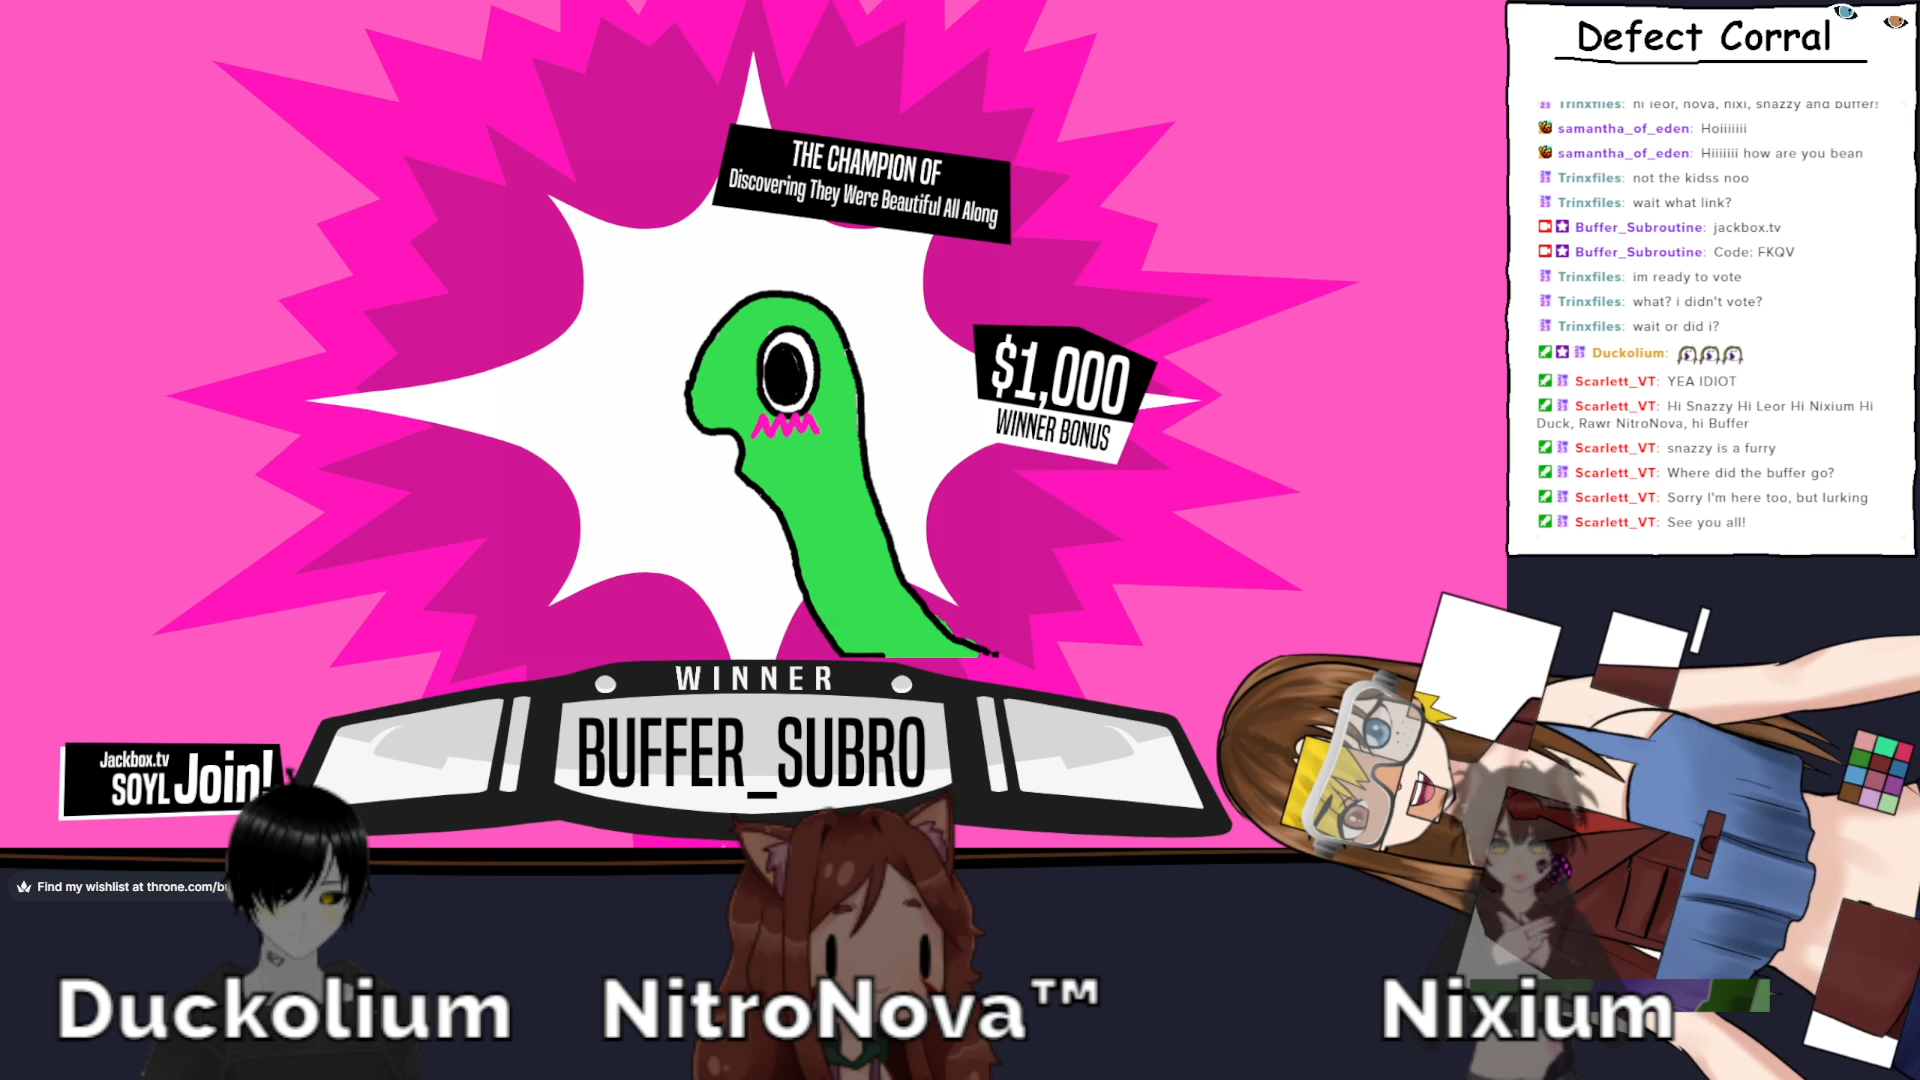 THE CHAMPION OF
Discovering They Were Beautiful All Along
$1,000
WINNER BONUS
WINNER
BUFFER_SUBRO
Jackbox.tv
SOYL Join!
Find my wishlist at throne.com/b
Duckolium
NitroNova™
Nixium
Defect Corral
Trinxfiles: hi leor, nova, nixi, snazzy and buffer!
samantha_of_eden: Hoiiiiiii
samantha_of_eden: Hiiiiiii how are you bean
Trinxfiles: not the kidss noo
Trinxfiles: wait what link?
Buffer_Subroutine: jackbox.tv
Buffer_Subroutine: Code: FKQV
Trinxfiles: im ready to vote
Trinxfiles: what? i didn't vote?
Trinxfiles: wait or did i?
Duckolium:
Scarlett_VT: YEA IDIOT
Scarlett_VT: Hi Snazzy Hi Leor Hi Nixium Hi
Duck, Rawr NitroNova, hi Buffer
Scarlett_VT: snazzy is a furry
Scarlett_VT: Where did the buffer go?
Scarlett_VT: Sorry I'm here too, but lurking
Scarlett_VT: See you all!